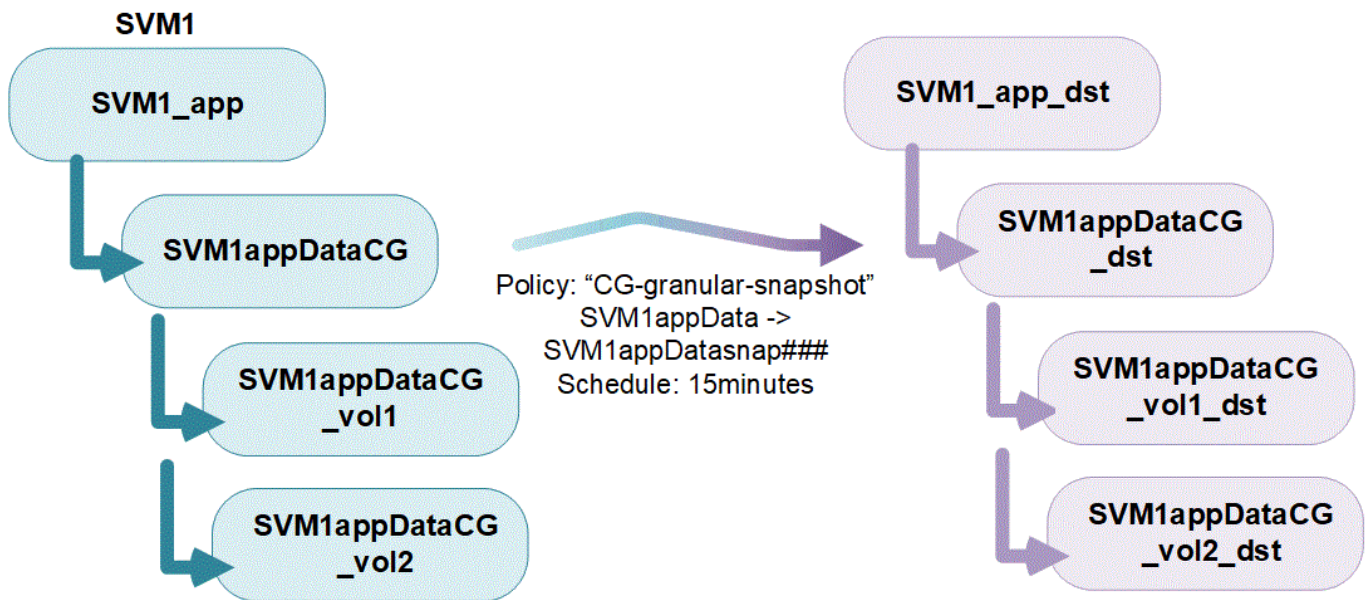 SVM1
SVM1_app
SVM1appDataCG
SVM1appDataCG
_vol1
SVM1appDataCG
_vol2
Policy: “CG-granular-snapshot”
SVM1appData ->
SVM1appDatasnap###
Schedule: 15minutes
SVM1_app_dst
SVM1appDataCG
_dst
SVM1appDataCG
_vol1_dst
SVM1appDataCG
_vol2_dst